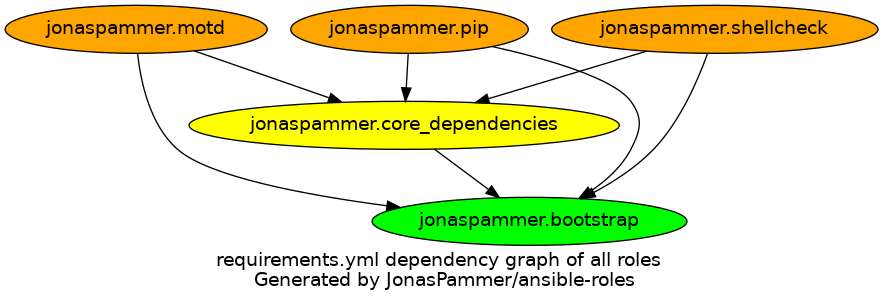 jonaspammer.motd
jonaspammer.pip
jonaspammer.shellcheck
jonaspammer.core_dependencies
jonaspammer.bootstrap
requirements.yml dependency graph of all roles
Generated by JonasPammer/ansible-roles